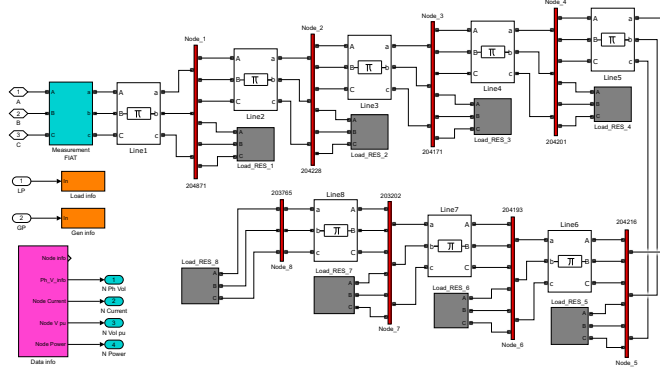 Node_1
Node_2
Node_3
Node_4
A a
B b
C c
Line1
Line2
Line3
Line4
Line5
1
A
2
B
3
C
A a
B b
C c
Measurement
FIAT
A
B
C
Load_RES_1
A
B
C
Load_RES_2
A
B
C
Load_RES_3
A
B
C
Load_RES_4
204871
204228
204171
204201
1
LP
In
Load info
2
GP
In
Gen info
203765
Line8
203202
Line7
204193
Line6
204216
a A
b B
c C
Load_RES_8
A
B
C
Node_8
Load_RES_7
A
B
C
Node_7
Load_RES_6
A
B
C
Node_6
Load_RES_5
A
B
C
Node_5
Node info
Ph_V_info
1
N Ph Vol
Node Current
2
N Current
Node V pu
3
N Vol pu
Node Power
4
N Power
Data info